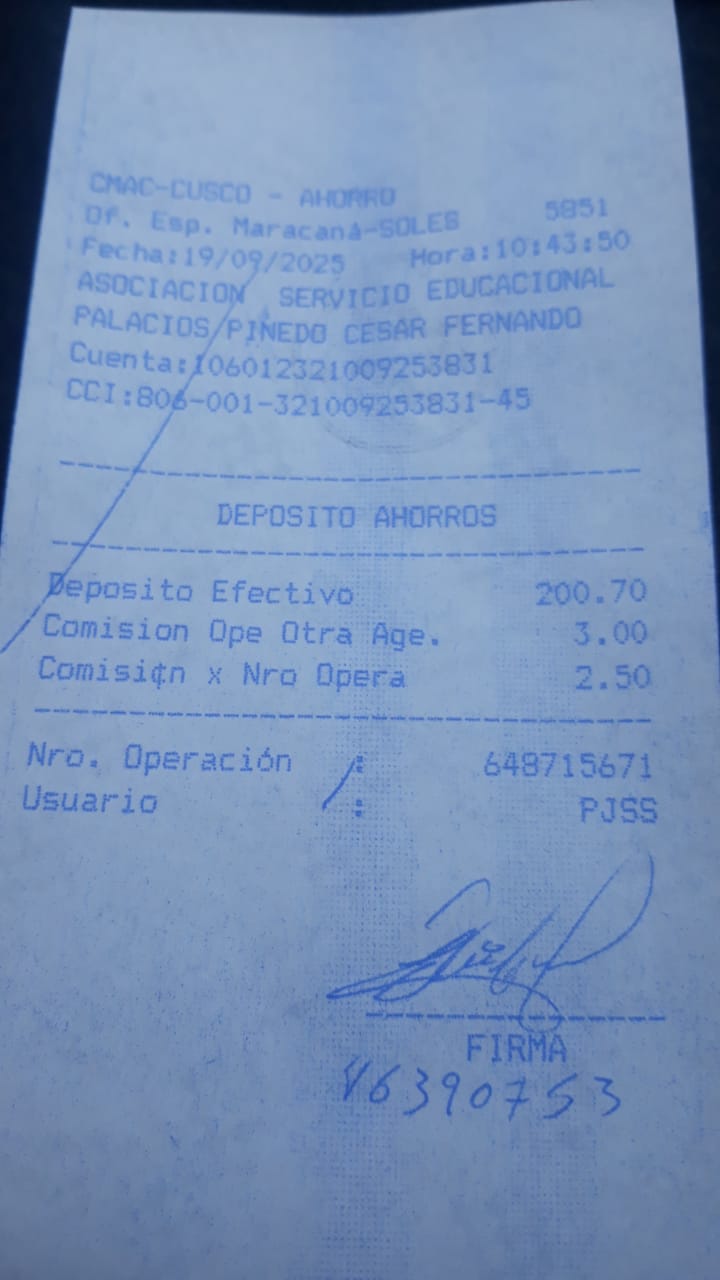 CMAC-CUSCO - AHORRO
Of. Esp. Maracaná-SOLES 5851
Fecha:19/09/2025 Hora:10:43:50
ASOCIACION SERVICIO EDUCACIONAL
PALACIOS PINEDO CESAR FERNANDO
Cuenta:106012321009253831
CCI:806-001-321009253831-45
DEPOSITO AHORROS
Deposito Efectivo 200.70
Comision Ope Otra Age. 3.00
Comisi¢n x Nro Opera 2.50
Nro. Operación : 648715671
Usuario : PJSS
FIRMA
46390753